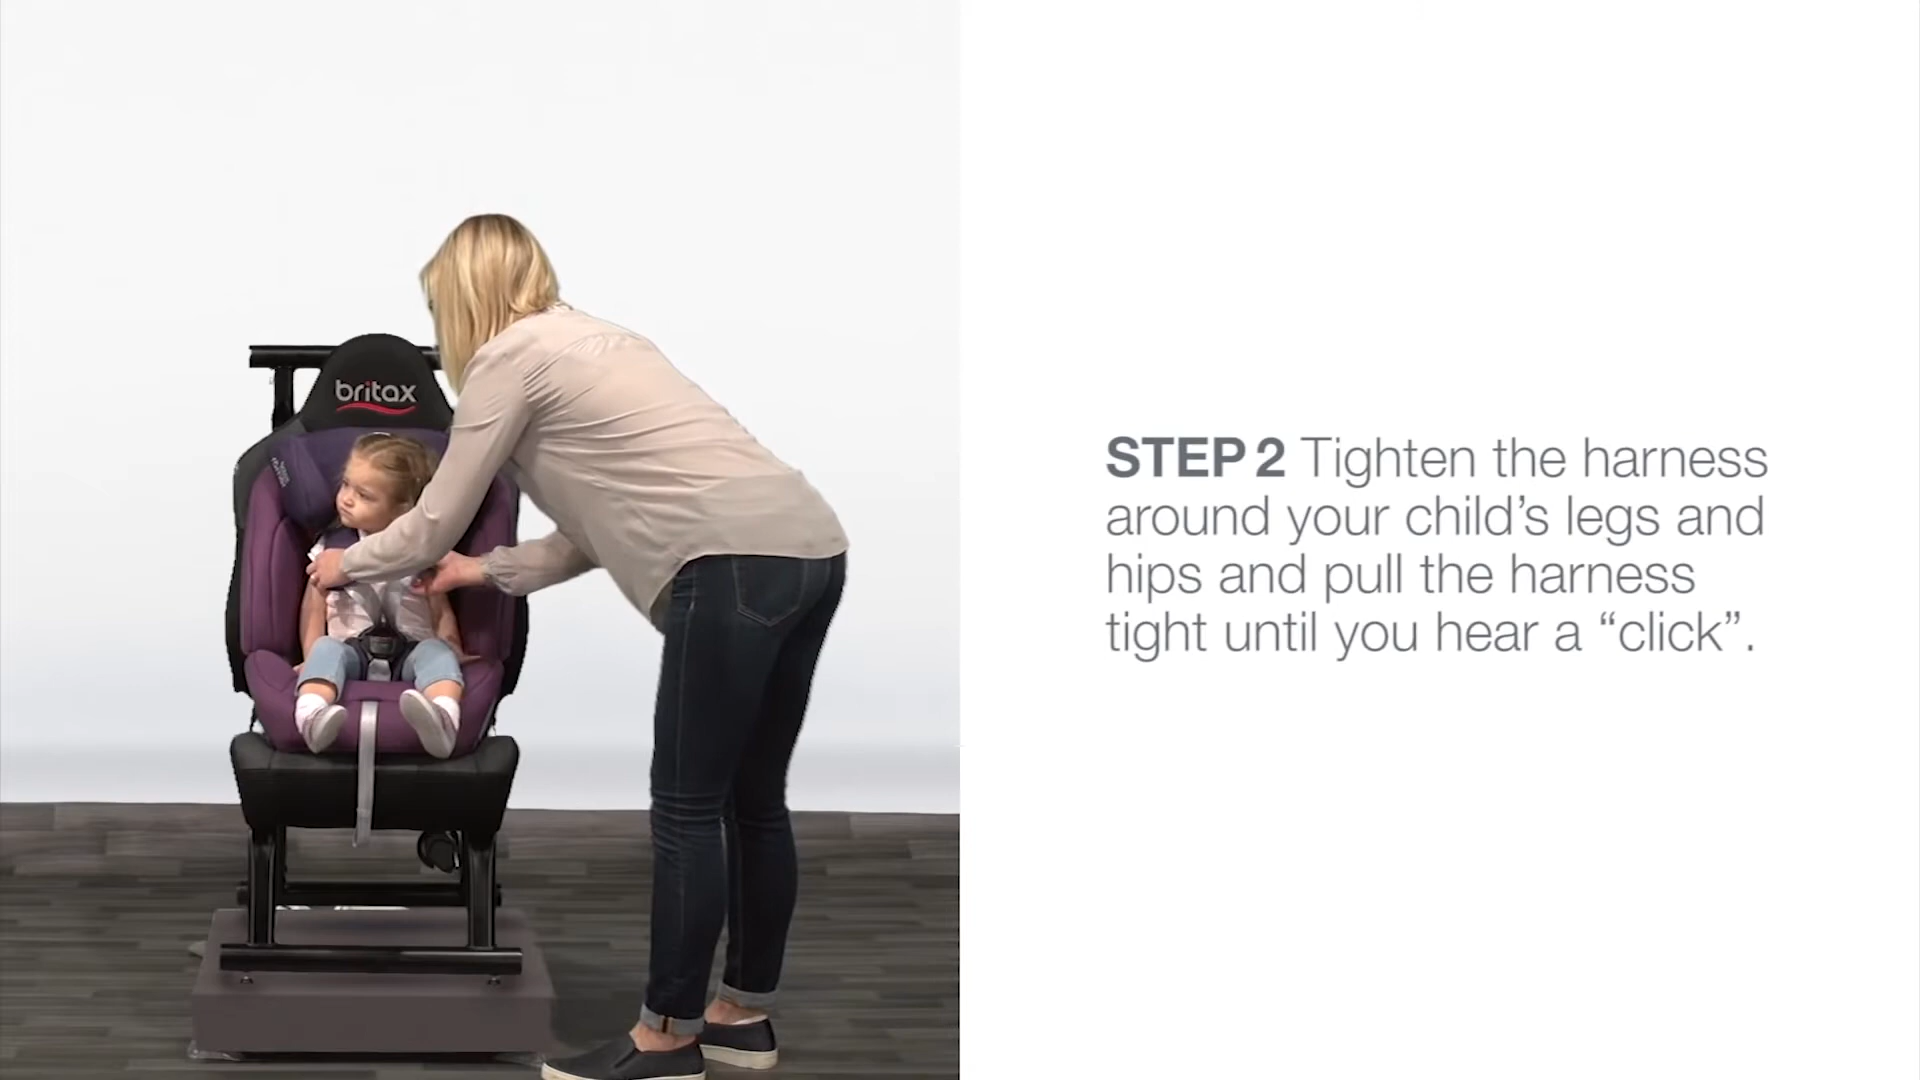 britax
STEP 2 Tighten the harness
around your child’s legs and
hips and pull the harness
tight until you hear a “click”.